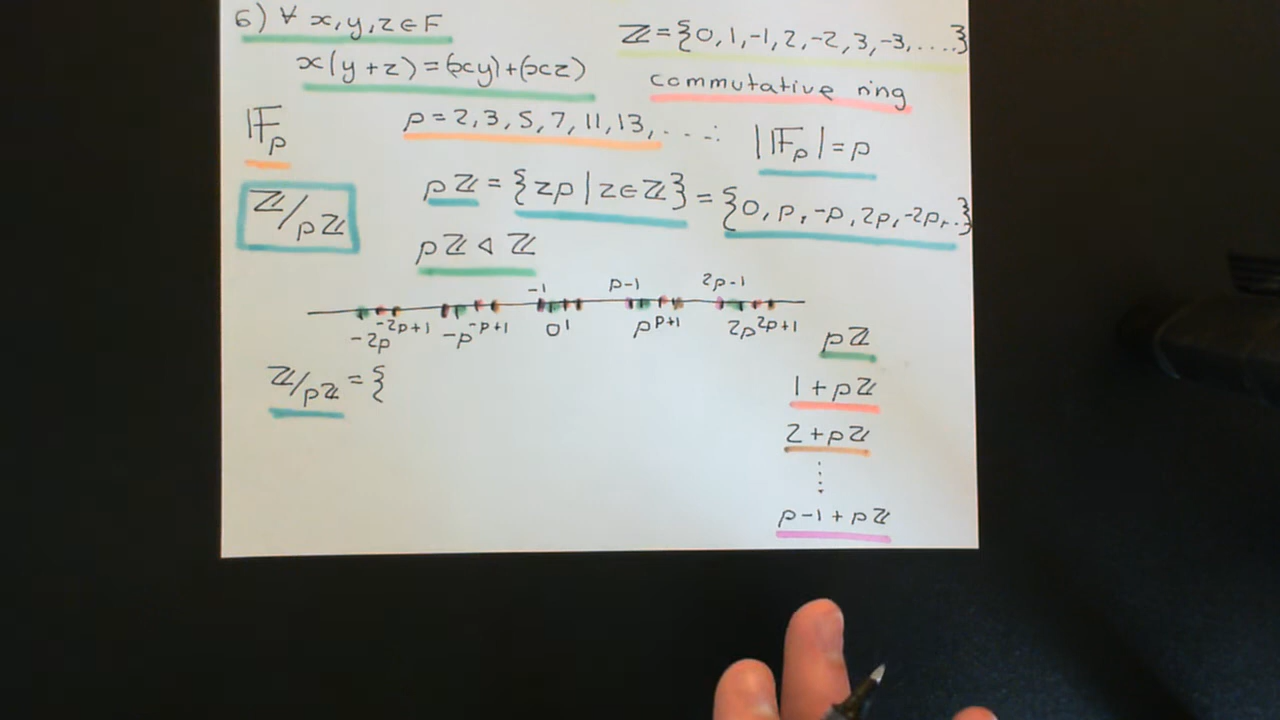 6) ∀ x, y, z ∈ F
x(y+z) = (xy)+(xz)
ℤ = {0, 1, -1, 2, -2, 3, -3, ....}
commutative ring
𝔽p
p = 2, 3, 5, 7, 11, 13, ....
|𝔽p| = p
ℤ/pℤ
pℤ = {zp | z ∈ ℤ} = {0, p, -p, 2p, -2p, ..}
pℤ ◁ ℤ
-1 p-1 2p-1
-2p -2p+1 -p -p+1 0 1 p p+1 2p 2p+1
pℤ
ℤ/pℤ = {
1 + pℤ
2 + pℤ
p-1 + pℤ